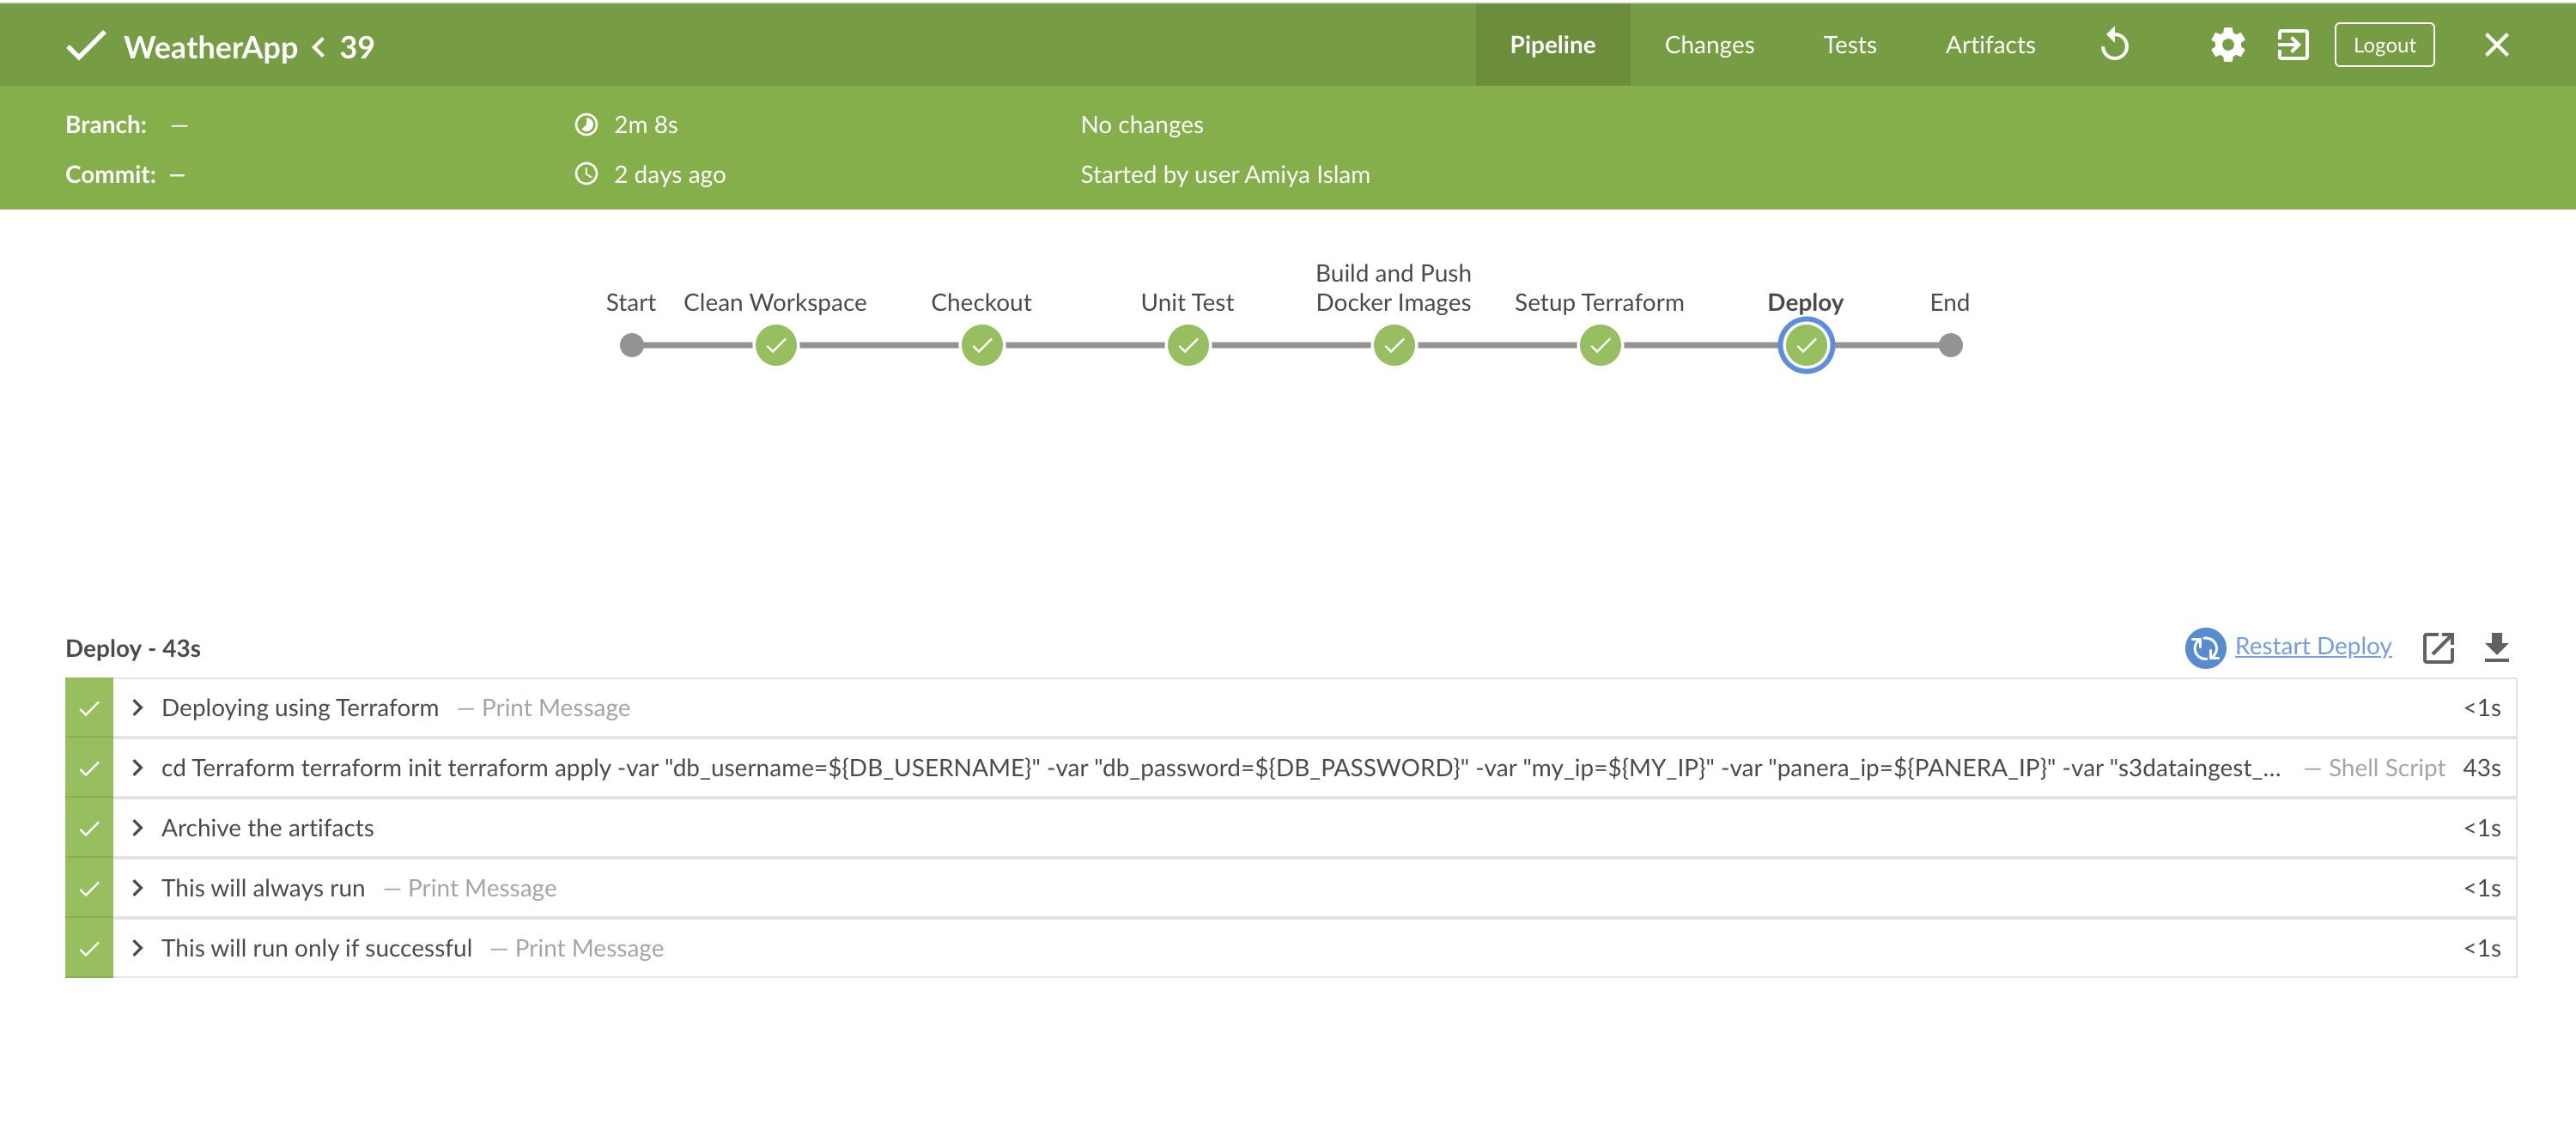 WeatherApp < 39
Pipeline
Changes
Tests
Artifacts
Logout
Branch: —
2m 8s
No changes
Commit: —
2 days ago
Started by user Amiya Islam
Start
Clean Workspace
Checkout
Unit Test
Build and Push
Docker Images
Setup Terraform
Deploy
End
Deploy - 43s
Restart Deploy
Deploying using Terraform — Print Message <1s
cd Terraform terraform init terraform apply -var "db_username=${DB_USERNAME}" -var "db_password=${DB_PASSWORD}" -var "my_ip=${MY_IP}" -var "panera_ip=${PANERA_IP}" -var "s3dataingest_... — Shell Script 43s
Archive the artifacts <1s
This will always run — Print Message <1s
This will run only if successful — Print Message <1s